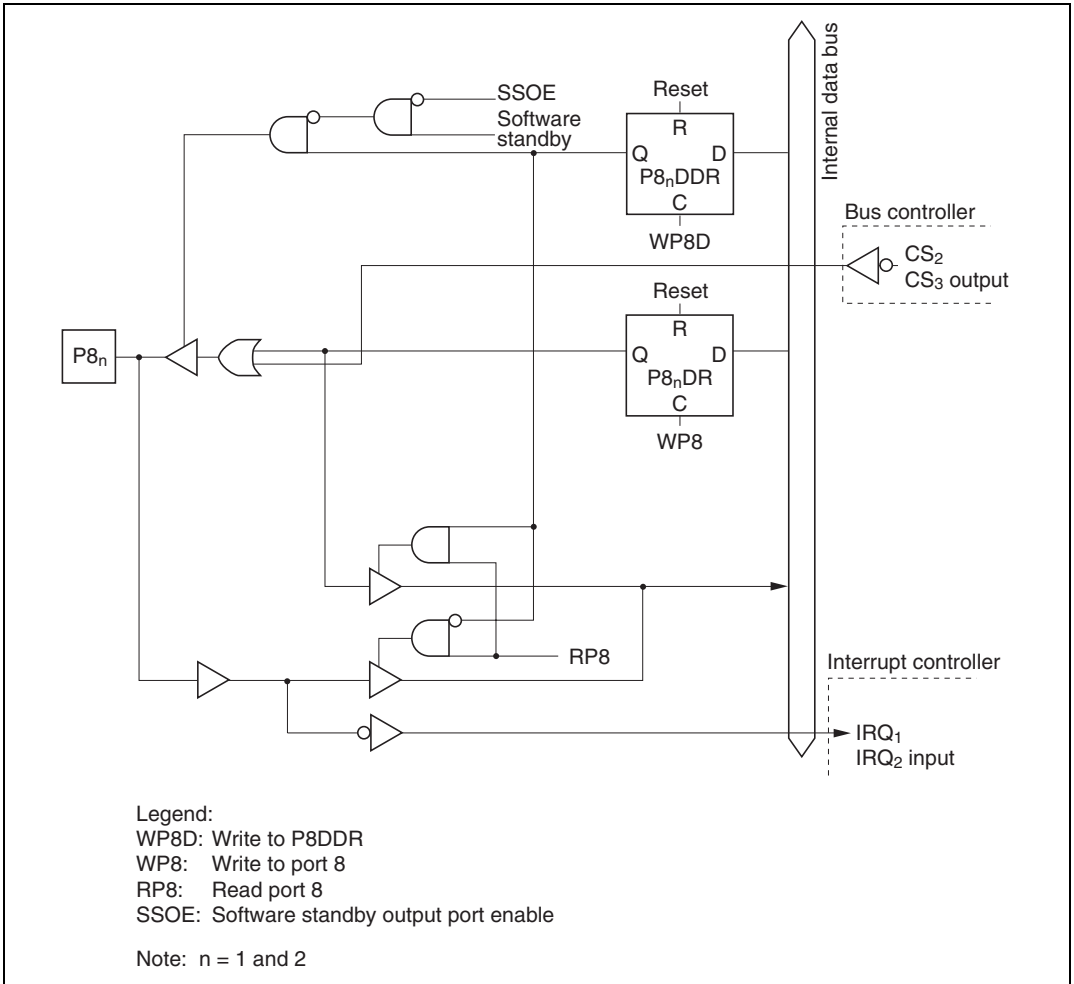 SSOE
Software
standby
Reset
R
Q D
P8nDDR
C
WP8D
Internal data bus
Bus controller
CS2
CS3 output
Reset
R
Q D
P8nDR
C
WP8
P8n
RP8
Interrupt controller
IRQ1
IRQ2 input
Legend:
WP8D: Write to P8DDR
WP8: Write to port 8
RP8: Read port 8
SSOE: Software standby output port enable
Note: n = 1 and 2